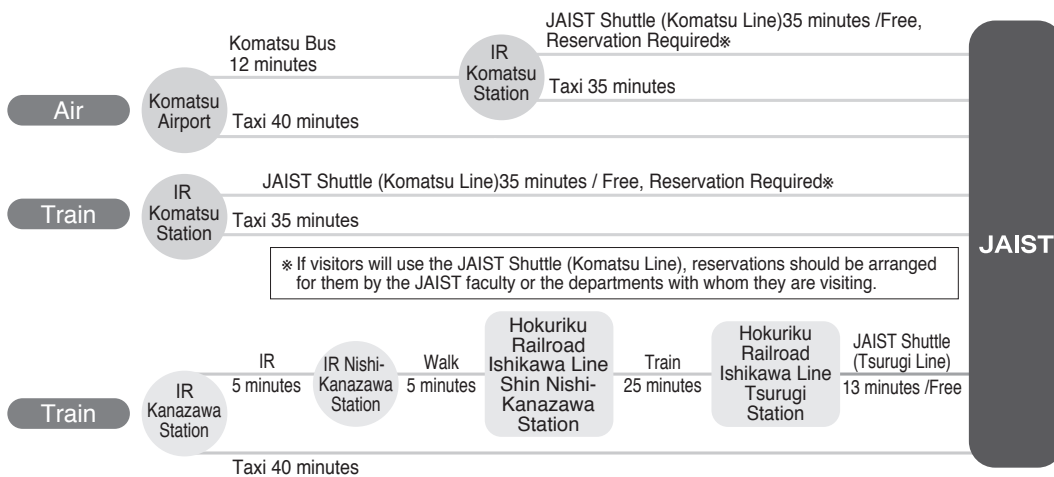 Air
Komatsu
Airport
Komatsu Bus
12 minutes
IR
Komatsu
Station
JAIST Shuttle (Komatsu Line)35 minutes /Free,
Reservation Required※
Taxi 35 minutes
Taxi 40 minutes
Train
IR
Komatsu
Station
JAIST Shuttle (Komatsu Line)35 minutes / Free, Reservation Required※
Taxi 35 minutes
JAIST
※ If visitors will use the JAIST Shuttle (Komatsu Line), reservations should be arranged
for them by the JAIST faculty or the departments with whom they are visiting.
Train
IR
Kanazawa
Station
IR
5 minutes
IR Nishi-
Kanazawa
Station
Walk
5 minutes
Hokuriku
Railroad
Ishikawa Line
Shin Nishi-
Kanazawa
Station
Train
25 minutes
Hokuriku
Railroad
Ishikawa Line
Tsurugi
Station
JAIST Shuttle
(Tsurugi Line)
13 minutes /Free
Taxi 40 minutes